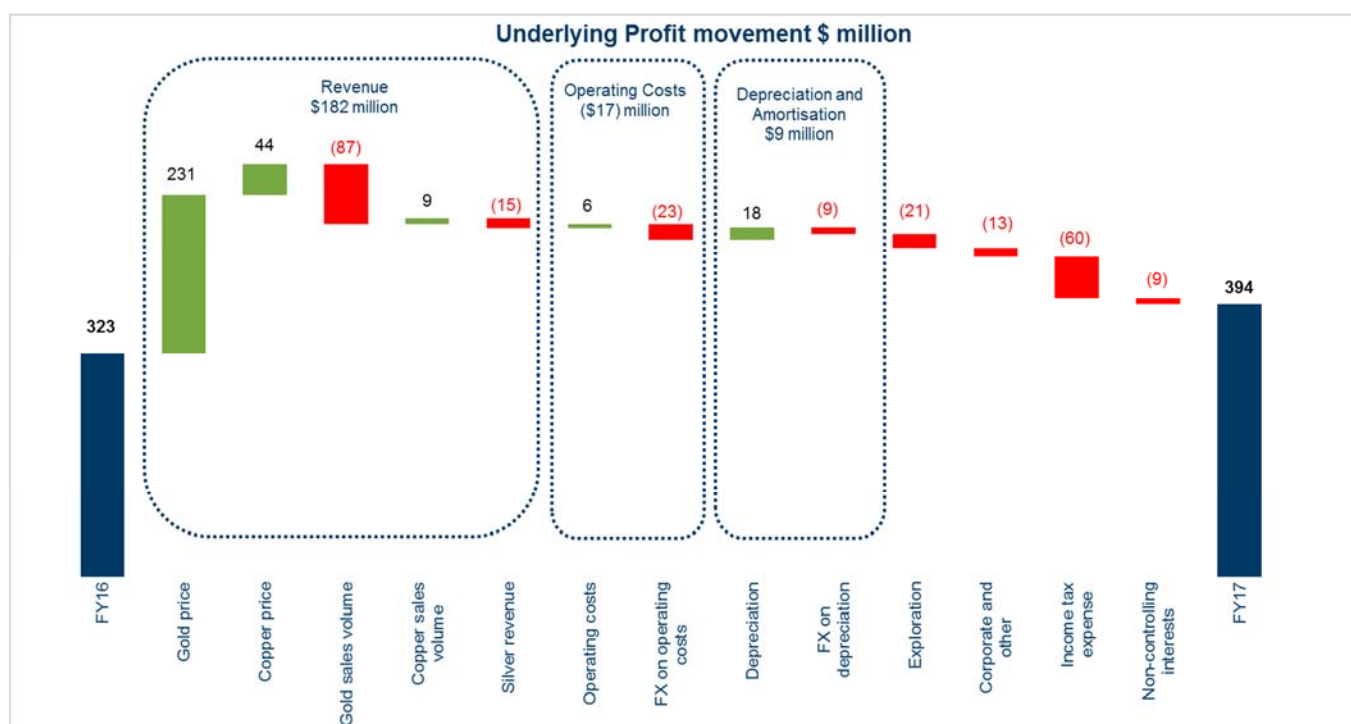 Underlying Profit movement $ million
Revenue
$182 million
Operating Costs
($17) million
Depreciation and
Amortisation
$9 million
323
231
44
(87)
9
(15)
6
(23)
18
(9)
(21)
(13)
(60)
(9)
394
FY16
Gold price
Copper price
Gold sales volume
Copper sales
volume
Silver revenue
Operating costs
FX on operating
costs
Depreciation
FX on
depreciation
Exploration
Corporate and
other
Income tax
expense
Non-controlling
interests
FY17